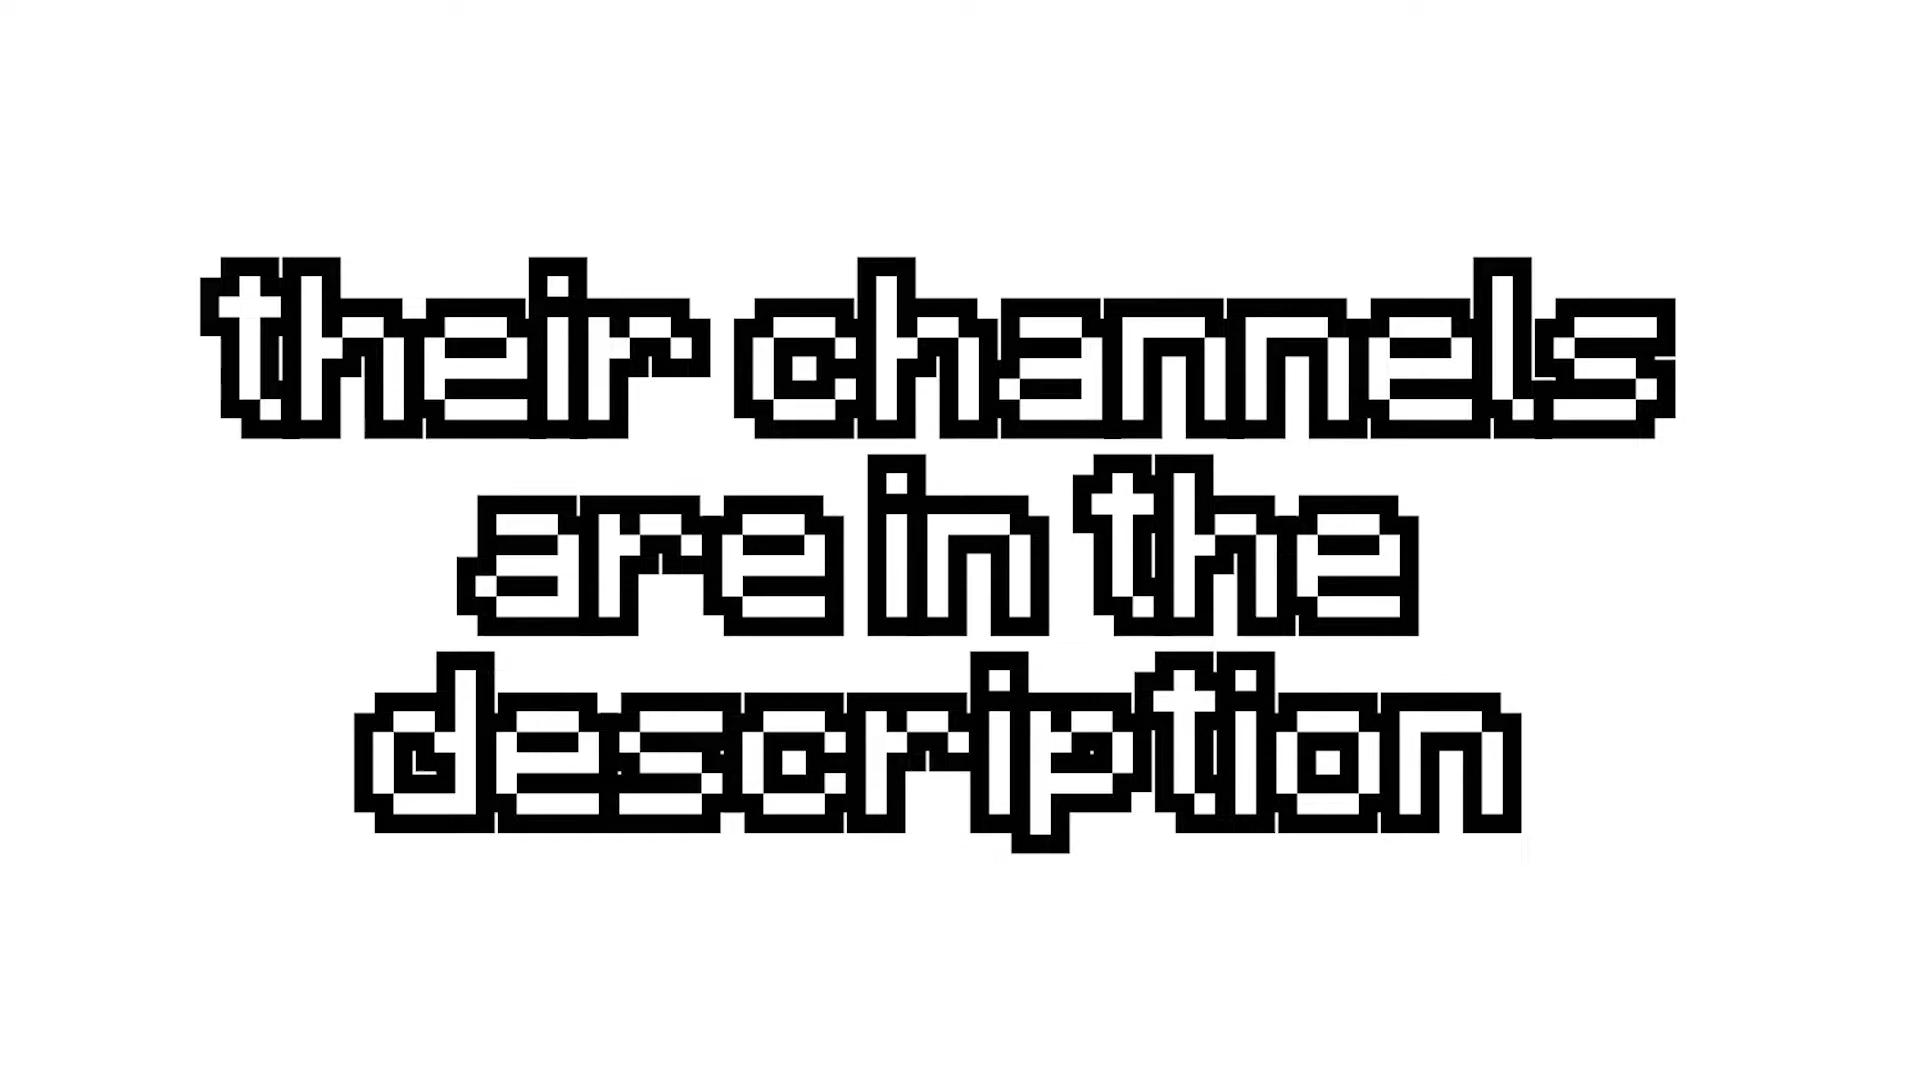 their channels
are in the
description